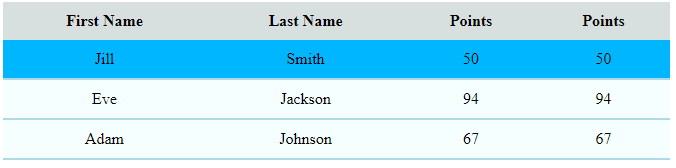 First Name Last Name Points Points
Jill Smith 50 50
Eve Jackson 94 94
Adam Johnson 67 67